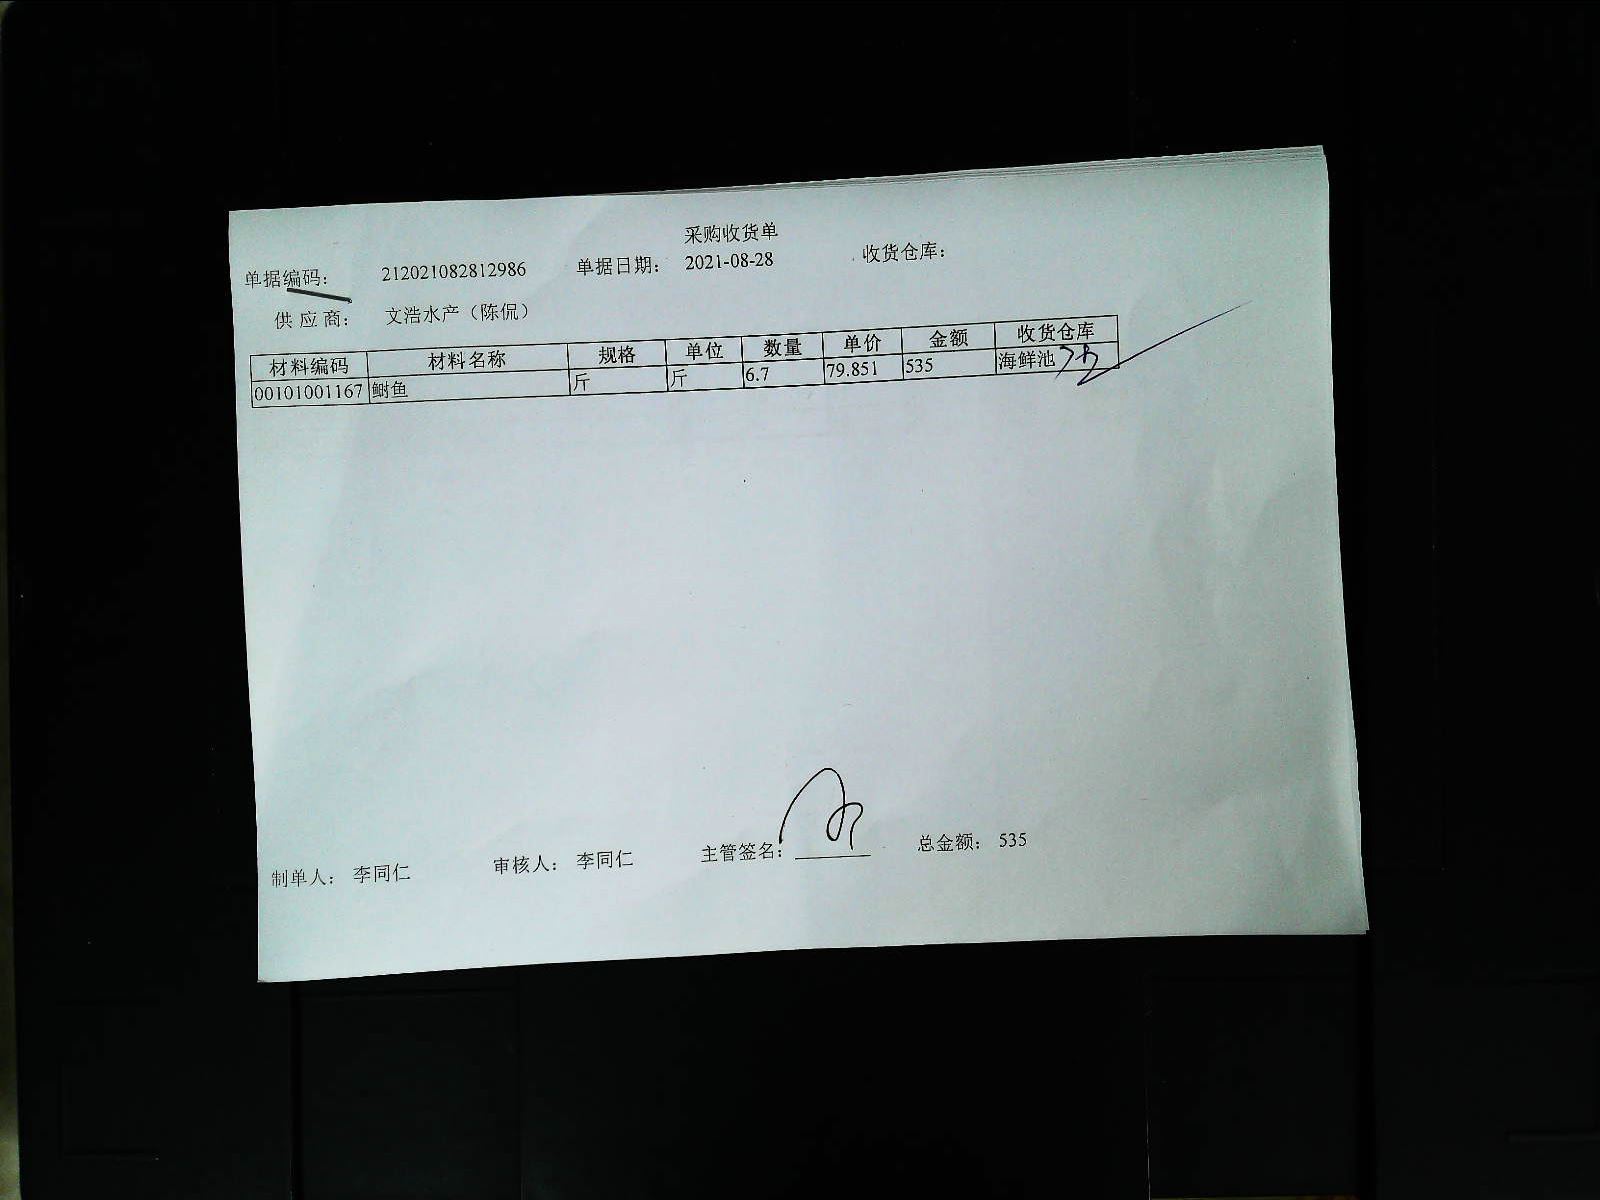 采购收货单
单据编码： 212021082812986 单据日期： 2021-08-28 收货仓库：
供应商： 文浩水产（陈侃）
材料编码 材料名称 规格 单位 数量 单价 金额 收货仓库
00101001167 鲥鱼 斤 斤 6.7 79.851 535 海鲜池
制单人： 李同仁 审核人： 李同仁 主管签名： 总金额： 535